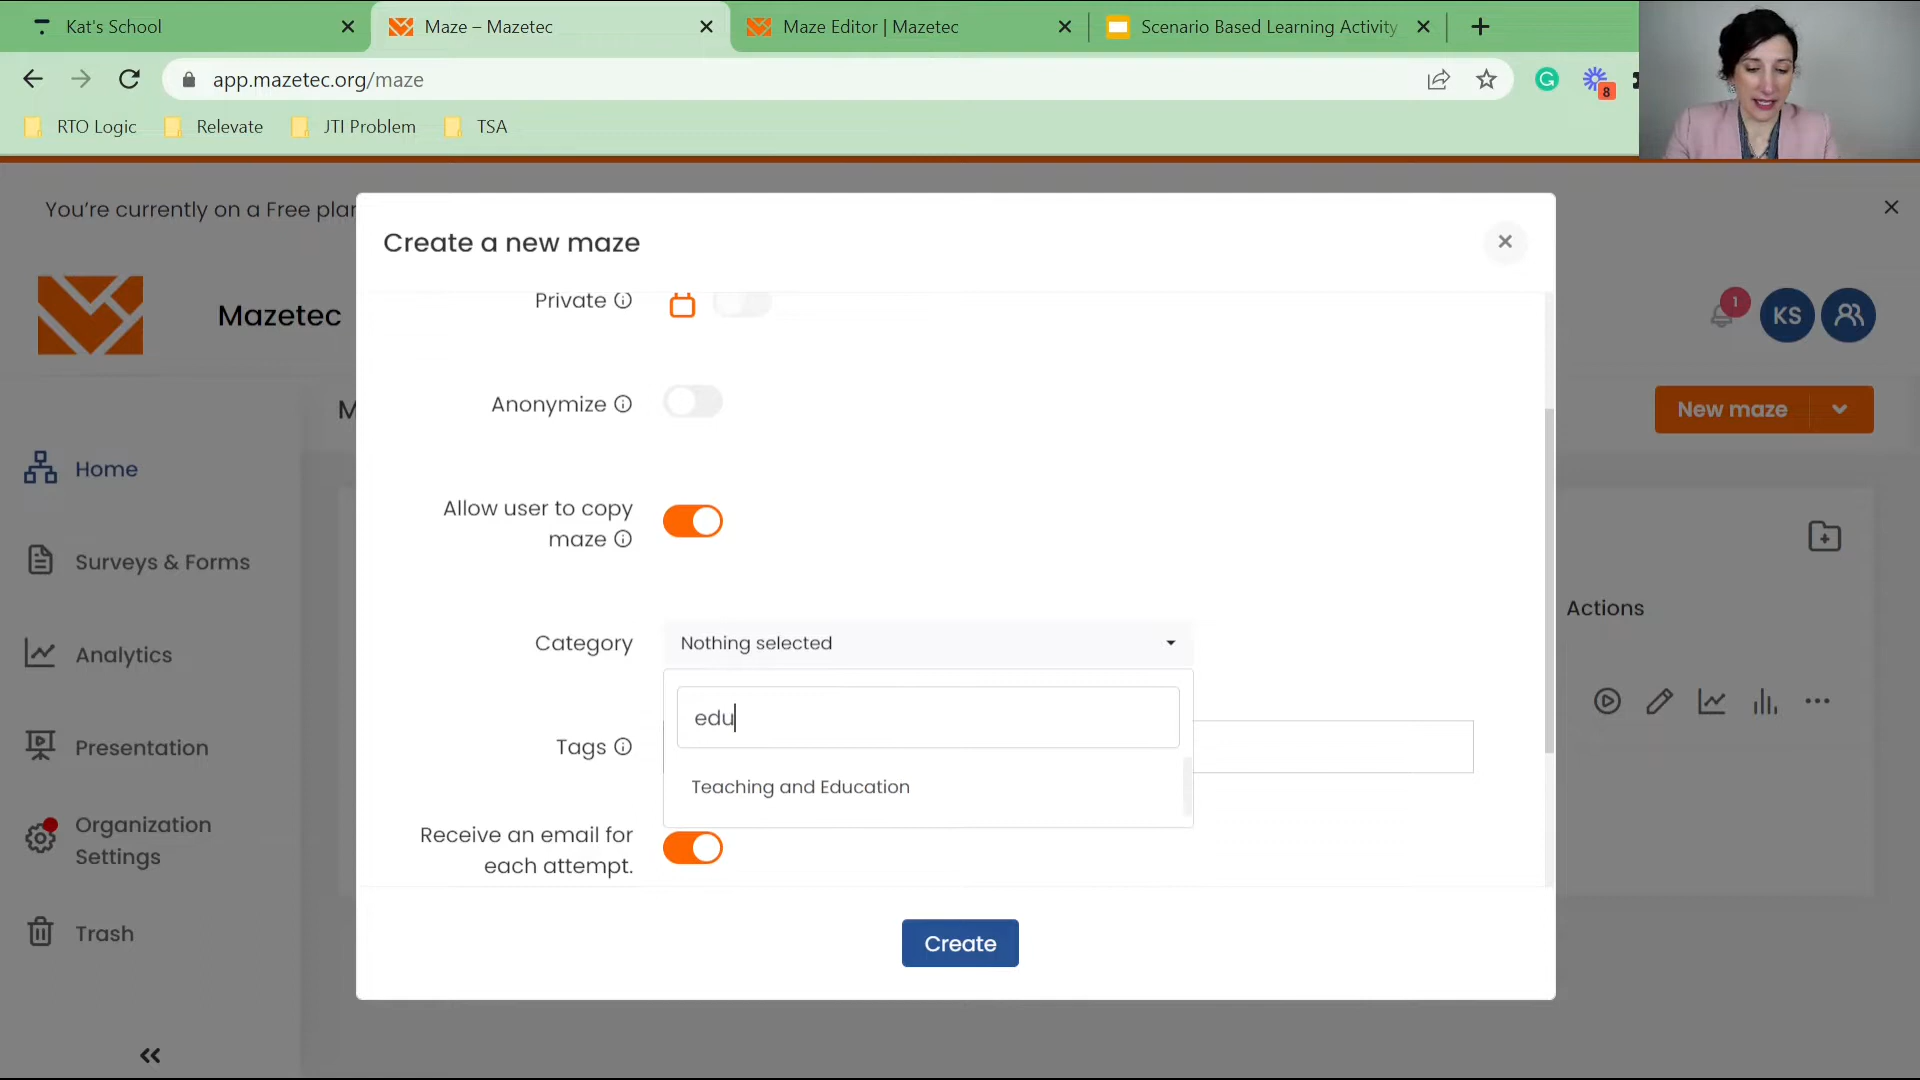 Kat's School
Maze – Mazetec
Maze Editor | Mazetec
Scenario Based Learning Activity
app.mazetec.org/maze
8
RTO Logic
Relevate
JTI Problem
TSA
You're currently on a Free plan
Create a new maze
Mazetec
Private
1
KS
Anonymize
New maze
Home
Allow user to copy
maze
Surveys & Forms
Actions
Category
Nothing selected
Analytics
edu
Tags
Presentation
Teaching and Education
Organization
Settings
Receive an email for
each attempt.
Trash
Create